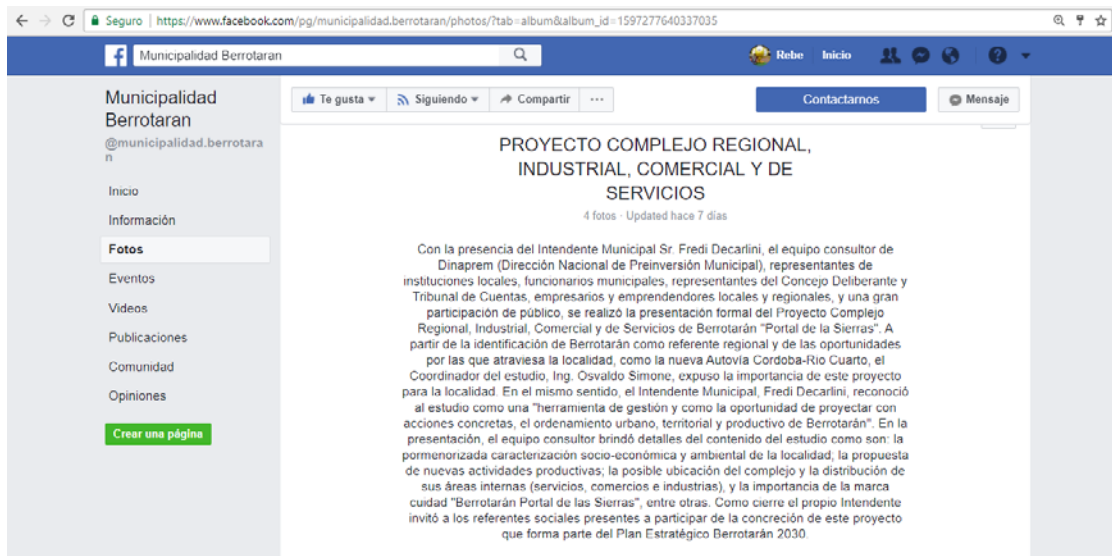 Seguro | https://www.facebook.com/pg/municipalidad.berrotaran/photos/?tab=album&album_id=1597277640337035
Municipalidad Berrotaran
Rebe Inicio
Municipalidad
Berrotaran
@municipalidad.berrotara
n
Te gusta Siguiendo Compartir ... Contactarnos Mensaje
Inicio
Información
Fotos
Eventos
Videos
Publicaciones
Comunidad
Opiniones
Crear una página
PROYECTO COMPLEJO REGIONAL,
INDUSTRIAL, COMERCIAL Y DE
SERVICIOS
4 fotos · Updated hace 7 días
Con la presencia del Intendente Municipal Sr. Fredi Decarlini, el equipo consultor de
Dinaprem (Dirección Nacional de Preinversión Municipal), representantes de
instituciones locales, funcionarios municipales, representantes del Concejo Deliberante y
Tribunal de Cuentas, empresarios y emprendendores locales y regionales, y una gran
participación de público, se realizó la presentación formal del Proyecto Complejo
Regional, Industrial, Comercial y de Servicios de Berrotarán "Portal de la Sierras". A
partir de la identificación de Berrotarán como referente regional y de las oportunidades
por las que atraviesa la localidad, como la nueva Autovía Cordoba-Rio Cuarto, el
Coordinador del estudio, Ing. Osvaldo Simone, expuso la importancia de este proyecto
para la localidad. En el mismo sentido, el Intendente Municipal, Fredi Decarlini, reconoció
al estudio como una "herramienta de gestión y como la oportunidad de proyectar con
acciones concretas, el ordenamiento urbano, territorial y productivo de Berrotarán". En la
presentación, el equipo consultor brindó detalles del contenido del estudio como son: la
pormenorizada caracterización socio-económica y ambiental de la localidad; la propuesta
de nuevas actividades productivas; la posible ubicación del complejo y la distribución de
sus áreas internas (servicios, comercios e industrias), y la importancia de la marca
cuidad "Berrotarán Portal de las Sierras", entre otras. Como cierre el propio Intendente
invitó a los referentes sociales presentes a participar de la concreción de este proyecto
que forma parte del Plan Estratégico Berrotarán 2030.